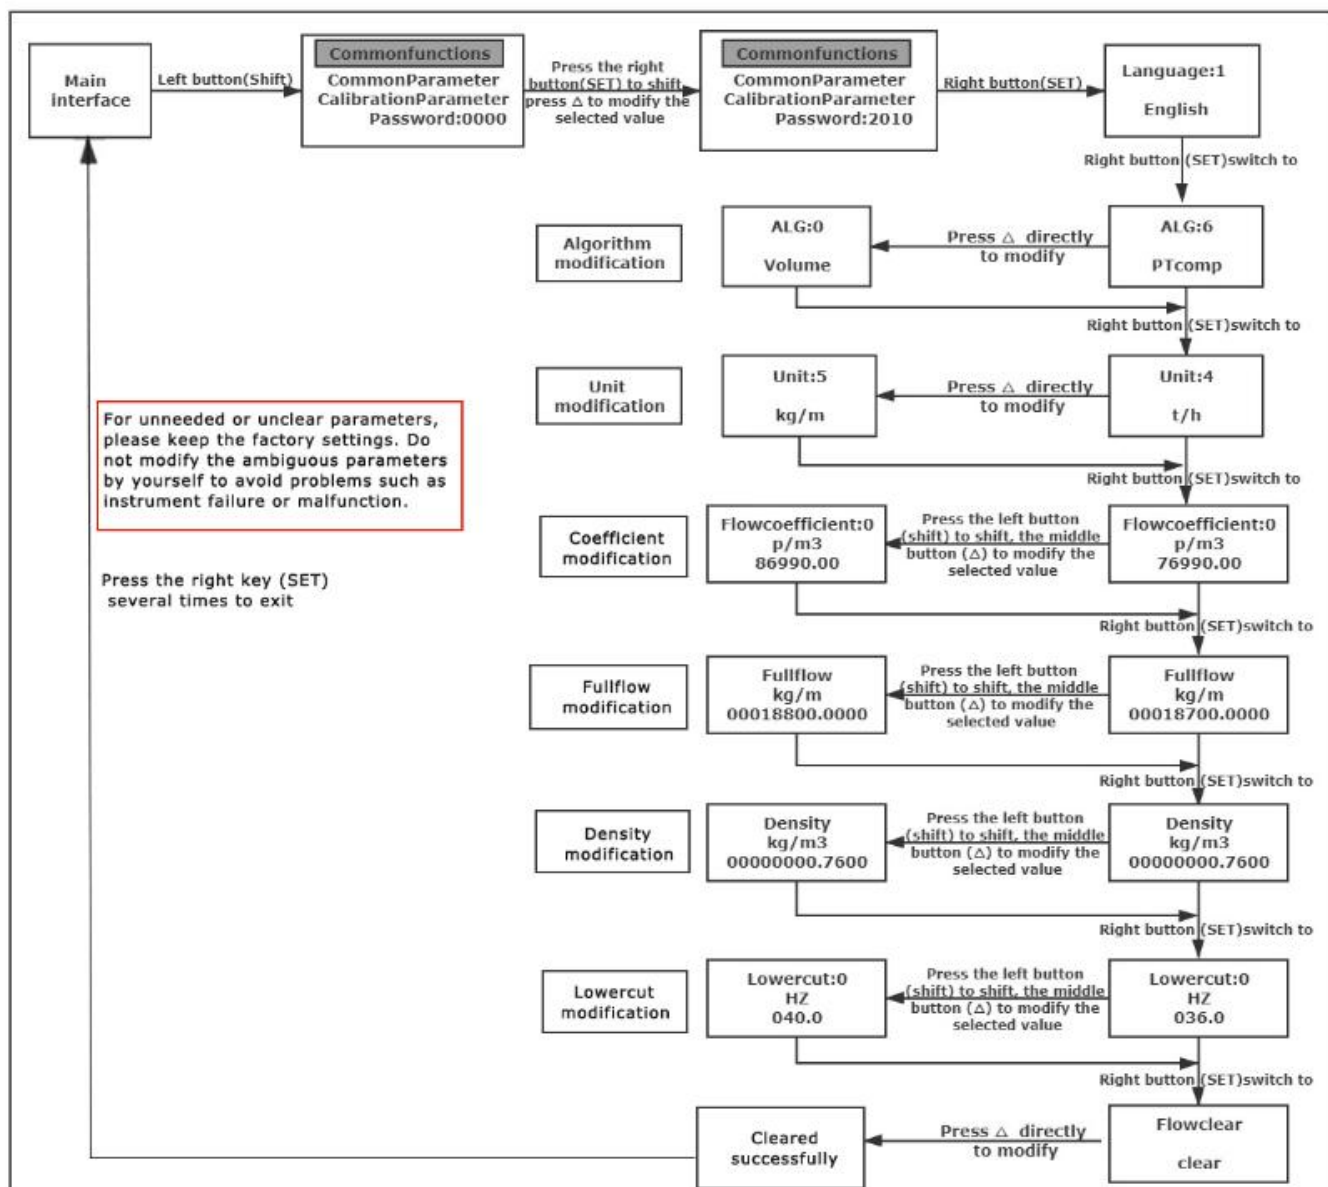 Main
interface
Left button(Shift)
Commonfunctions
CommonParameter
CalibrationParameter
Password:0000
Press the right
button(SET) to shift,
press △ to modify the
selected value
Commonfunctions
CommonParameter
CalibrationParameter
Password:2010
Right button(SET)
Language:1
English
Right button (SET)switch to
Algorithm
modification
ALG:0
Volume
Press △ directly
to modify
ALG:6
PTcomp
Right button (SET)switch to
Unit
modification
Unit:5
kg/m
Press △ directly
to modify
Unit:4
t/h
Right button (SET)switch to
For unneeded or unclear parameters,
please keep the factory settings. Do
not modify the ambiguous parameters
by yourself to avoid problems such as
instrument failure or malfunction.
Coefficient
modification
Flowcoefficient:0
p/m3
86990.00
Press the left button
(shift) to shift, the middle
button (△) to modify the
selected value
Flowcoefficient:0
p/m3
76990.00
Press the right key (SET)
several times to exit
Right button (SET)switch to
Fullflow
modification
Fullflow
kg/m
00018800.0000
Press the left button
(shift) to shift, the middle
button (△) to modify the
selected value
Fullflow
kg/m
00018700.0000
Right button (SET)switch to
Density
modification
Density
kg/m3
00000000.7600
Press the left button
(shift) to shift, the middle
button (△) to modify the
selected value
Density
kg/m3
00000000.7600
Right button (SET)switch to
Lowercut
modification
Lowercut:0
HZ
040.0
Press the left button
(shift) to shift, the middle
button (△) to modify the
selected value
Lowercut:0
HZ
036.0
Right button (SET)switch to
Cleared
successfully
Press △ directly
to modify
Flowclear
clear